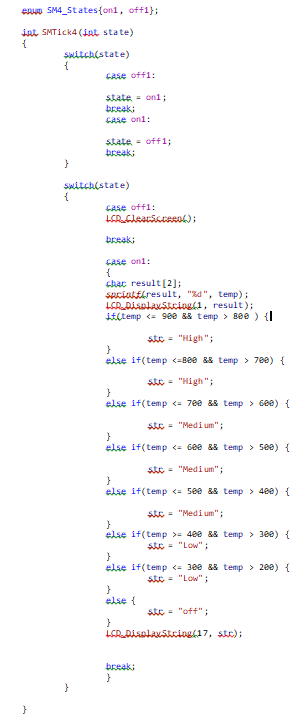 enum SM4_States{on1, off1};
int SMTick4(int state)
{
switch(state)
{
case off1:
state = on1;
break;
case on1:
state = off1;
break;
}
switch(state)
{
case off1:
LCD_ClearScreen();
break;
case on1:
{
char result[2];
sprintf(result, "%d", temp);
LCD_DisplayString(1, result);
if(temp <= 900 && temp > 800 ) {
str = "High";
}
else if(temp <=800 && temp > 700) {
str = "High";
}
else if(temp <= 700 && temp > 600) {
str = "Medium";
}
else if(temp <= 600 && temp > 500) {
str = "Medium";
}
else if(temp <= 500 && temp > 400) {
str = "Medium";
}
else if(temp >= 400 && temp > 300) {
str = "Low";
}
else if(temp <= 300 && temp > 200) {
str = "Low";
}
else {
str = "off";
}
LCD_DisplayString(17, str);
break;
}
}
}